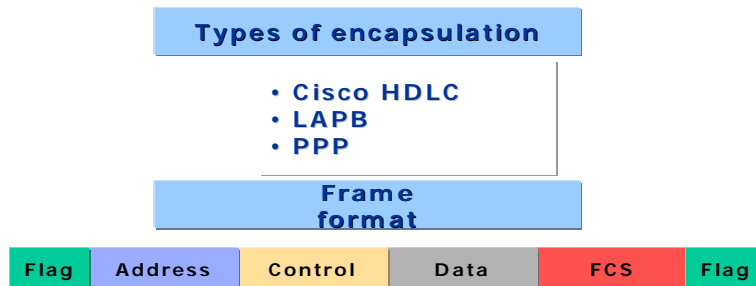 Types of encapsulation
• Cisco HDLC
• LAPB
• PPP
Frame
format
Flag Address Control Data FCS Flag